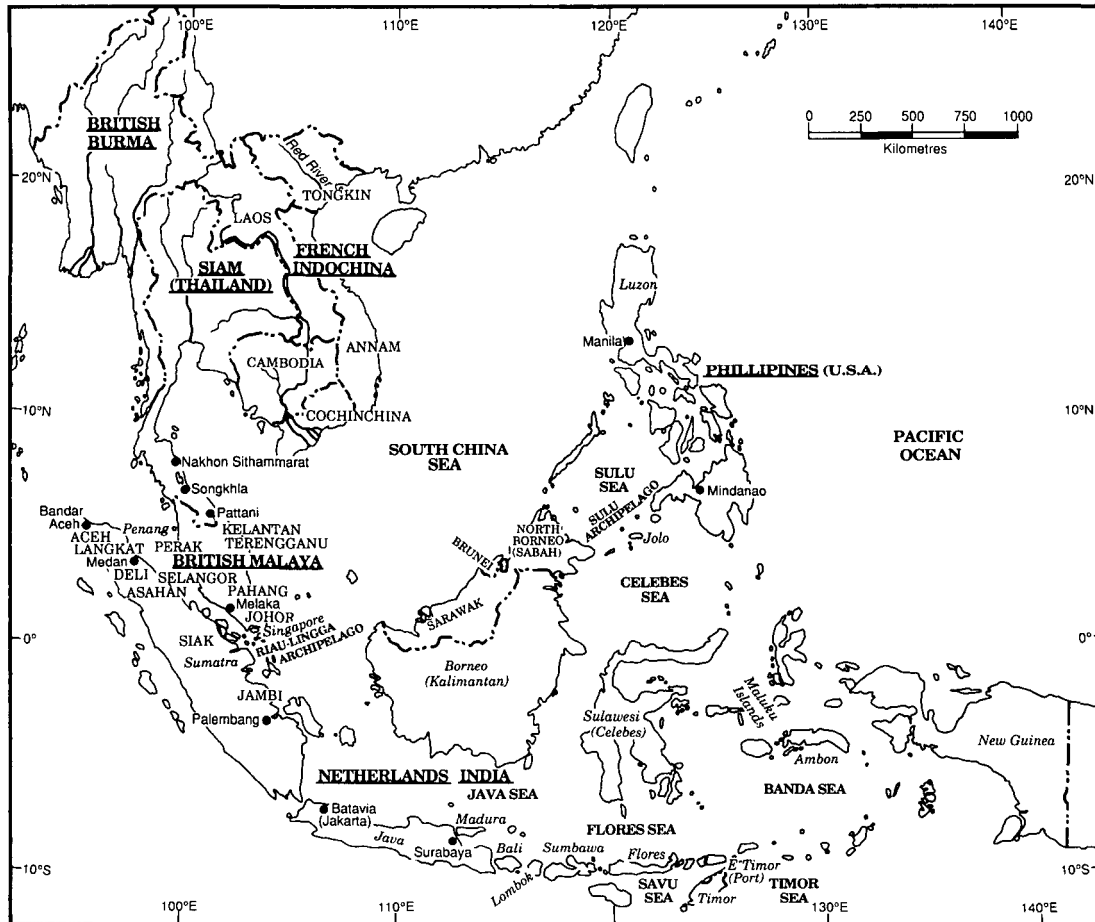 100°E
110°E
120°E
130°E
140°E
BRITISH
BURMA
0
250
500
750
1000
Kilometres
20°N
20°N
Red River
TONGKIN
LAOS
FRENCH
INDOCHINA
SIAM
(THAILAND)
Luzon
Manila
ANNAM
CAMBODIA
PHILLIPINES (U.S.A.)
10°N
10°N
COCHINCHINA
SOUTH CHINA
SEA
PACIFIC
OCEAN
Nakhon Sithammarat
SULU
SEA
Songkhla
Mindanao
SULU
ARCHIPELAGO
Bandar
Aceh
Pattani
Penang
KELANTAN
TERENGGANU
NORTH
BORNEO
(SABAH)
Jolo
ACEH
LANGKAT
PERAK
BRUNEI
Medan
BRITISH MALAYA
DELI
SELANGOR
CELEBES
SEA
ASAHAN
PAHANG
Melaka
JOHOR
SARAWAK
Singapore
RIAU-LINGGA
ARCHIPELAGO
0°
0°
SIAK
Sumatra
Borneo
(Kalimantan)
JAMBI
Maluku
Islands
Palembang
Sulawesi
(Celebes)
New Guinea
Ambon
NETHERLANDS INDIA
JAVA SEA
BANDA SEA
Batavia
(Jakarta)
Madura
FLORES SEA
Java
Surabaya
Bali
Sumbawa
Flores
E Timor
(Port)
10°S
10°S
Lombok
SAVU
SEA
Timor
TIMOR
SEA
100°E
110°E
120°E
130°E
140°E